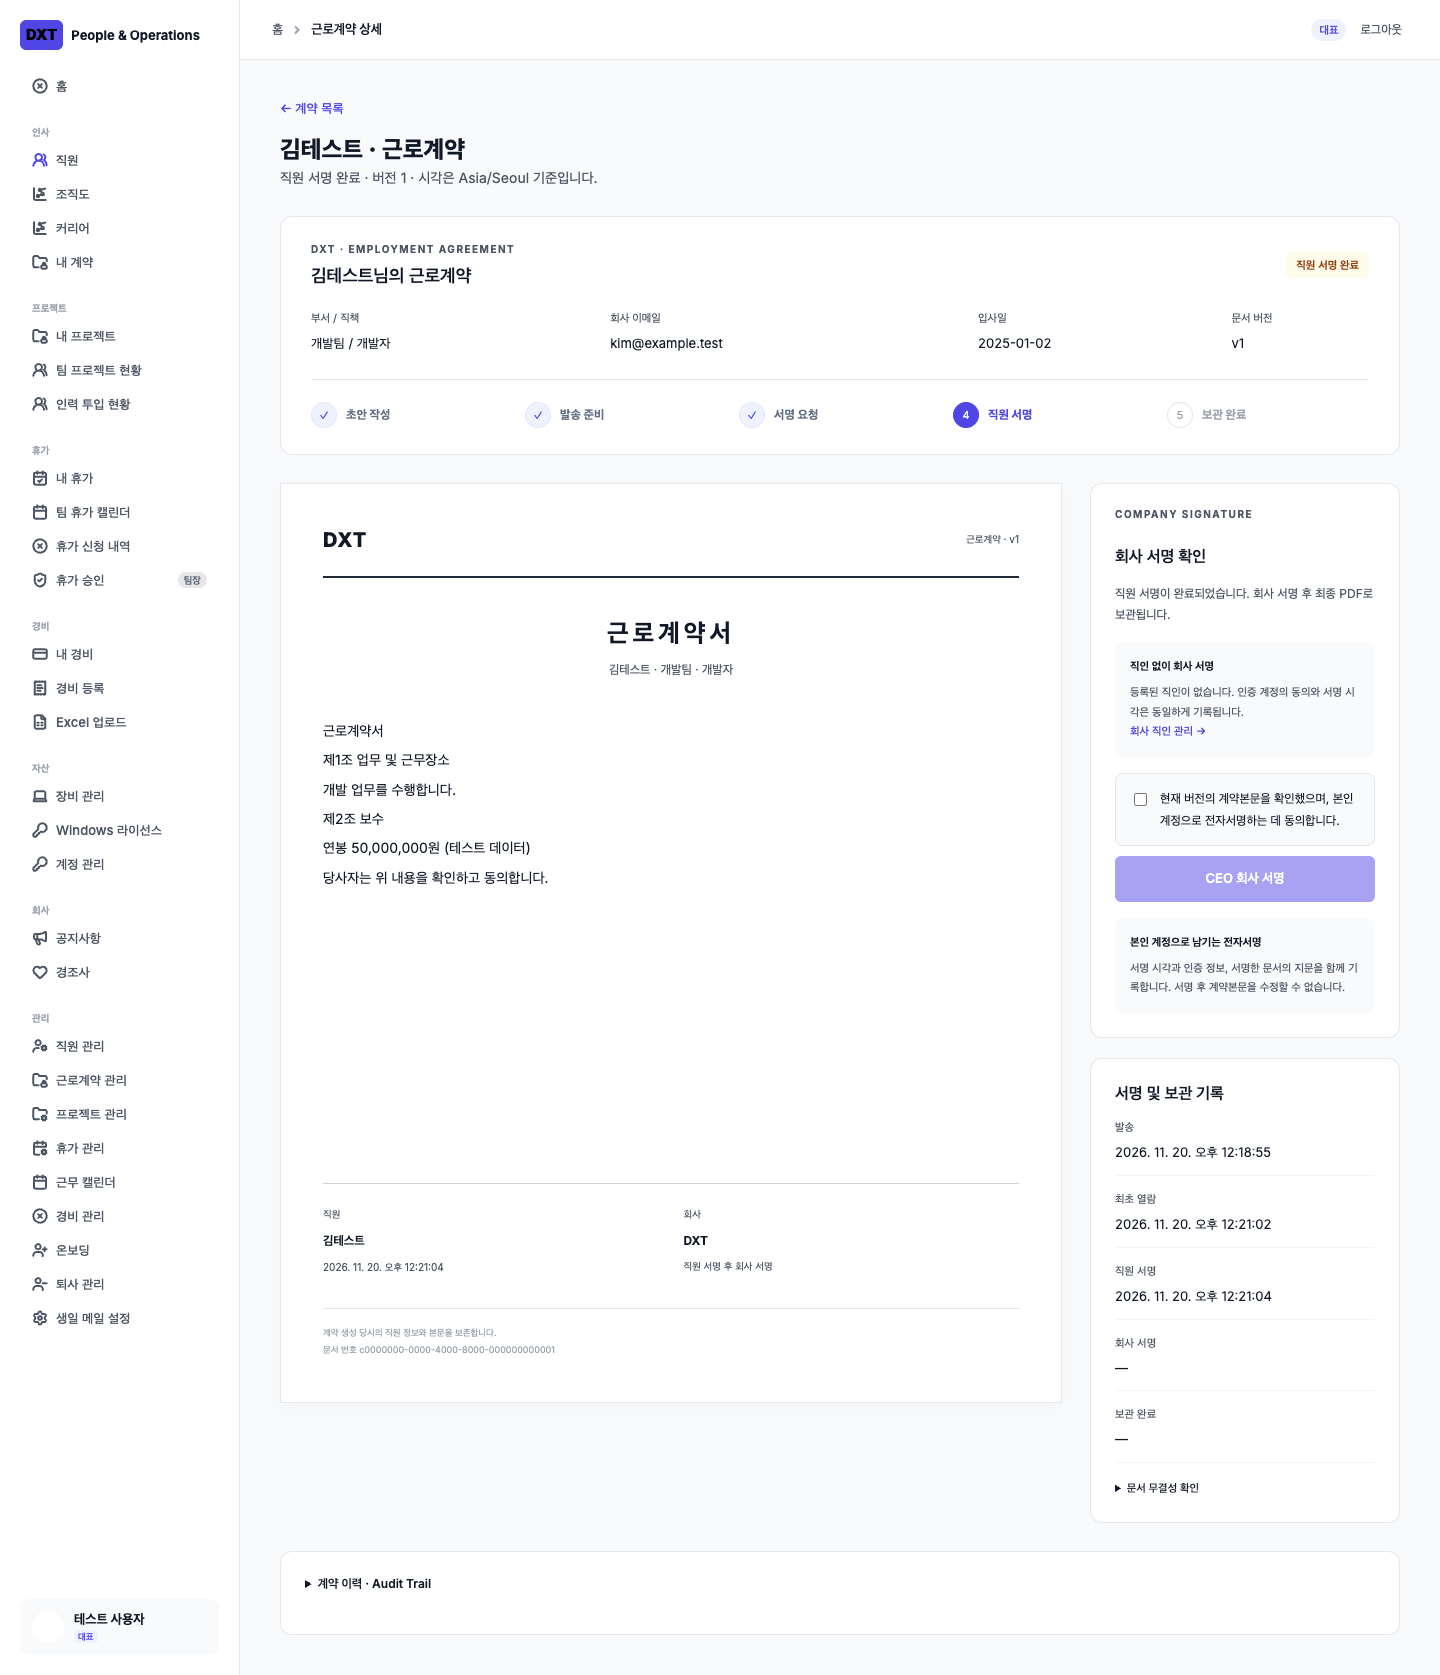 DXT People & Operations
홈
인사
직원
조직도
커리어
내 계약
프로젝트
내 프로젝트
팀 프로젝트 현황
인력 투입 현황
휴가
내 휴가
팀 휴가 캘린더
휴가 신청 내역
휴가 승인 팀장
경비
내 경비
경비 등록
Excel 업로드
자산
장비 관리
Windows 라이선스
계정 관리
회사
공지사항
경조사
관리
직원 관리
근로계약 관리
프로젝트 관리
휴가 관리
근무 캘린더
경비 관리
온보딩
퇴사 관리
생일 메일 설정
테스트 사용자
대표
홈 > 근로계약 상세
대표 로그아웃
← 계약 목록
김테스트 · 근로계약
직원 서명 완료 · 버전 1 · 시각은 Asia/Seoul 기준입니다.
DXT · EMPLOYMENT AGREEMENT
김테스트님의 근로계약
직원 서명 완료
부서 / 직책 회사 이메일 입사일 문서 버전
개발팀 / 개발자 kim@example.test 2025-01-02 v1
✓ 초안 작성 ✓ 발송 준비 ✓ 서명 요청 4 직원 서명 5 보관 완료
DXT
근로계약 · v1
근로계약서
김테스트 · 개발팀 · 개발자
근로계약서
제1조 업무 및 근무장소
개발 업무를 수행합니다.
제2조 보수
연봉 50,000,000원 (테스트 데이터)
당사자는 위 내용을 확인하고 동의합니다.
직원 회사
김테스트 DXT
2026. 11. 20. 오후 12:21:04 직원 서명 후 회사 서명
계약 생성 당시의 직원 정보와 본문을 보존합니다.
문서 번호 c0000000-0000-4000-8000-000000000001
COMPANY SIGNATURE
회사 서명 확인
직원 서명이 완료되었습니다. 회사 서명 후 최종 PDF로
보관됩니다.
직인 없이 회사 서명
등록된 직인이 없습니다. 인증 계정의 동의와 서명 시
각은 동일하게 기록됩니다.
회사 직인 관리 →
현재 버전의 계약본문을 확인했으며, 본인
계정으로 전자서명하는 데 동의합니다.
CEO 회사 서명
본인 계정으로 남기는 전자서명
서명 시각과 인증 정보, 서명한 문서의 지문을 함께 기
록합니다. 서명 후 계약본문을 수정할 수 없습니다.
서명 및 보관 기록
발송
2026. 11. 20. 오후 12:18:55
최초 열람
2026. 11. 20. 오후 12:21:02
직원 서명
2026. 11. 20. 오후 12:21:04
회사 서명
—
보관 완료
—
▶ 문서 무결성 확인
▶ 계약 이력 · Audit Trail